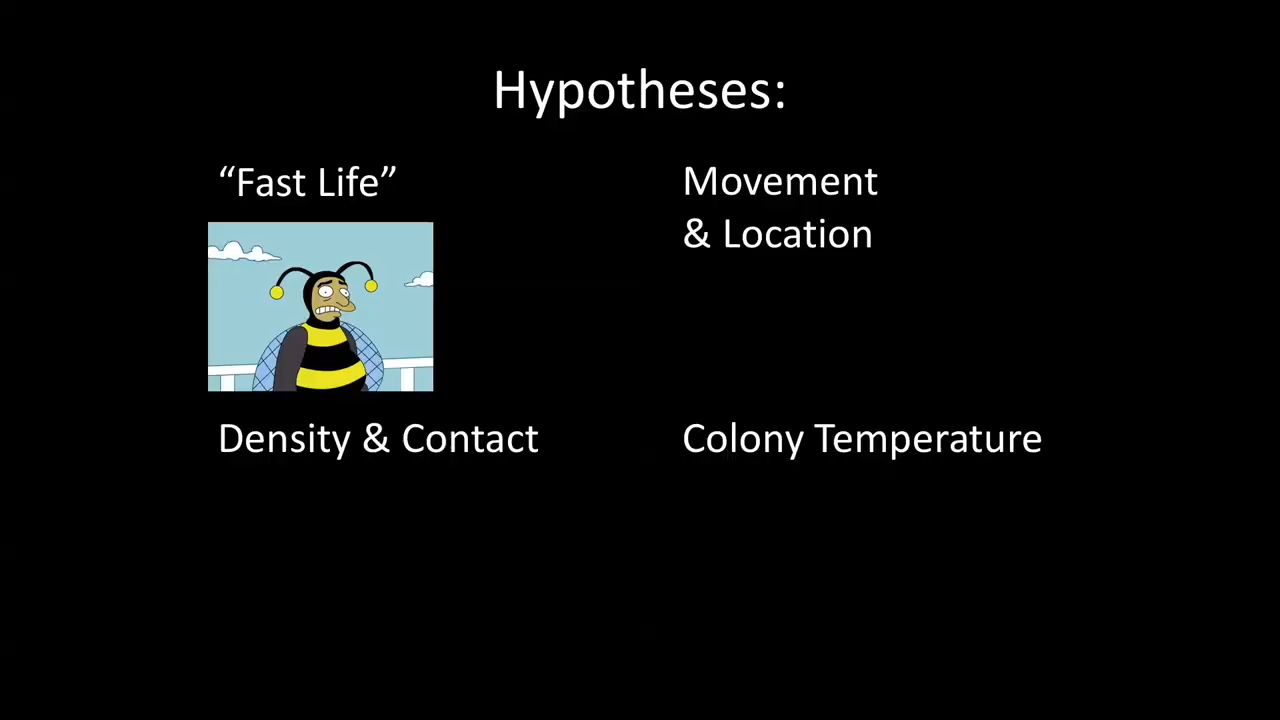 Hypotheses:
“Fast Life”
Movement
& Location
Density & Contact
Colony Temperature